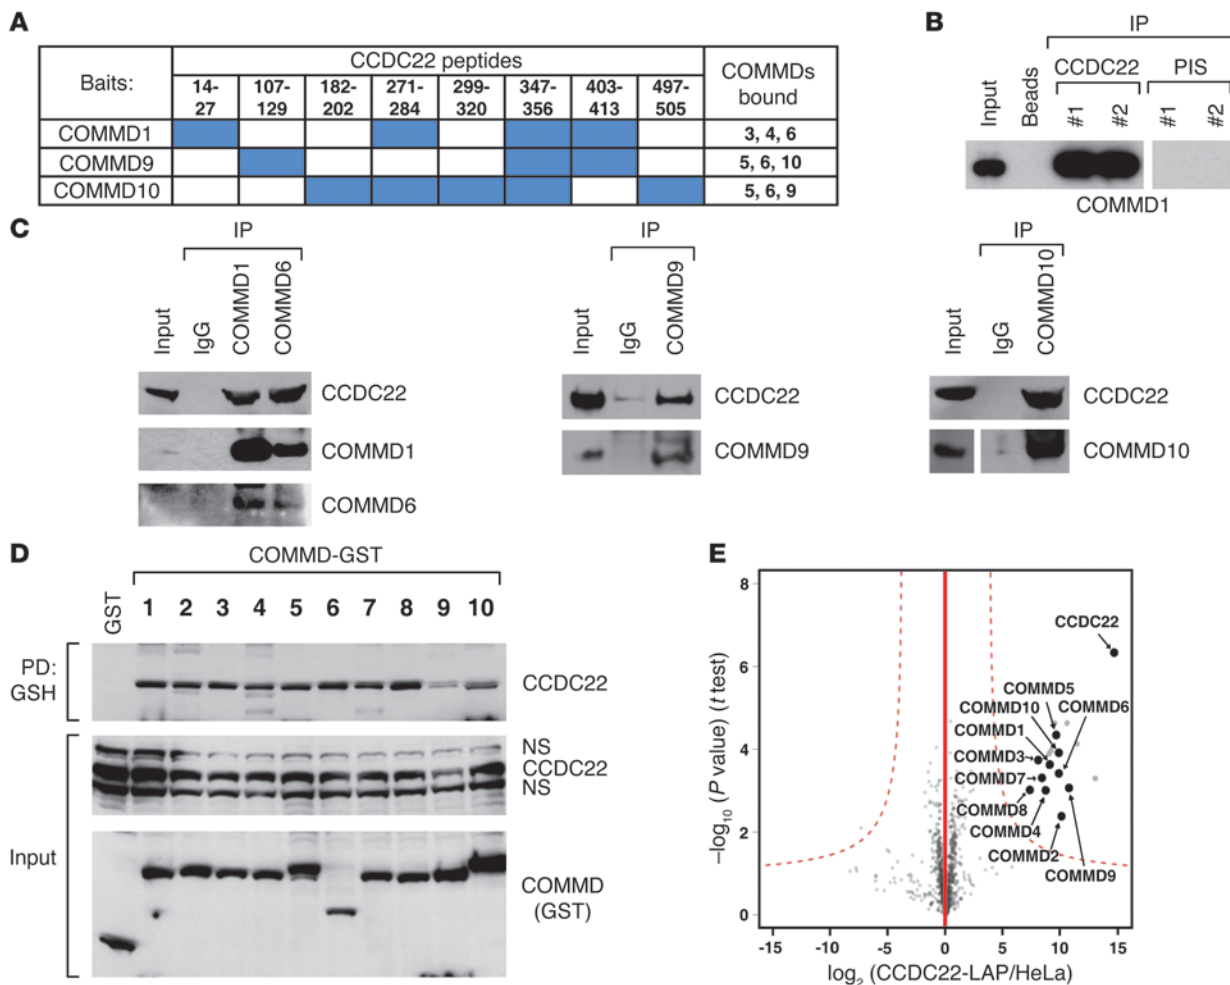 A
Baits:
CCDC22 peptides
COMMDs bound
14-27
107-129
182-202
271-284
299-320
347-356
403-413
497-505
COMMD1
3, 4, 6
COMMD9
5, 6, 10
COMMD10
5, 6, 9
B
IP
CCDC22
PIS
Input
Beads
#1
#2
#1
#2
COMMD1
C
IP
Input
IgG
COMMD1
COMMD6
CCDC22
COMMD1
COMMD6
IP
Input
IgG
COMMD9
CCDC22
COMMD9
IP
Input
IgG
COMMD10
CCDC22
COMMD10
D
COMMD-GST
GST
1 2 3 4 5 6 7 8 9 10
PD:
GSH
CCDC22
Input
NS
CCDC22
NS
COMMD
(GST)
E
–log10 (P value) (t test)
8
6
4
2
0
CCDC22
COMMD5
COMMD10
COMMD6
COMMD1
COMMD3
COMMD7
COMMD8
COMMD4
COMMD2
COMMD9
-15 -10 -5 0 5 10 15
log2 (CCDC22-LAP/HeLa)